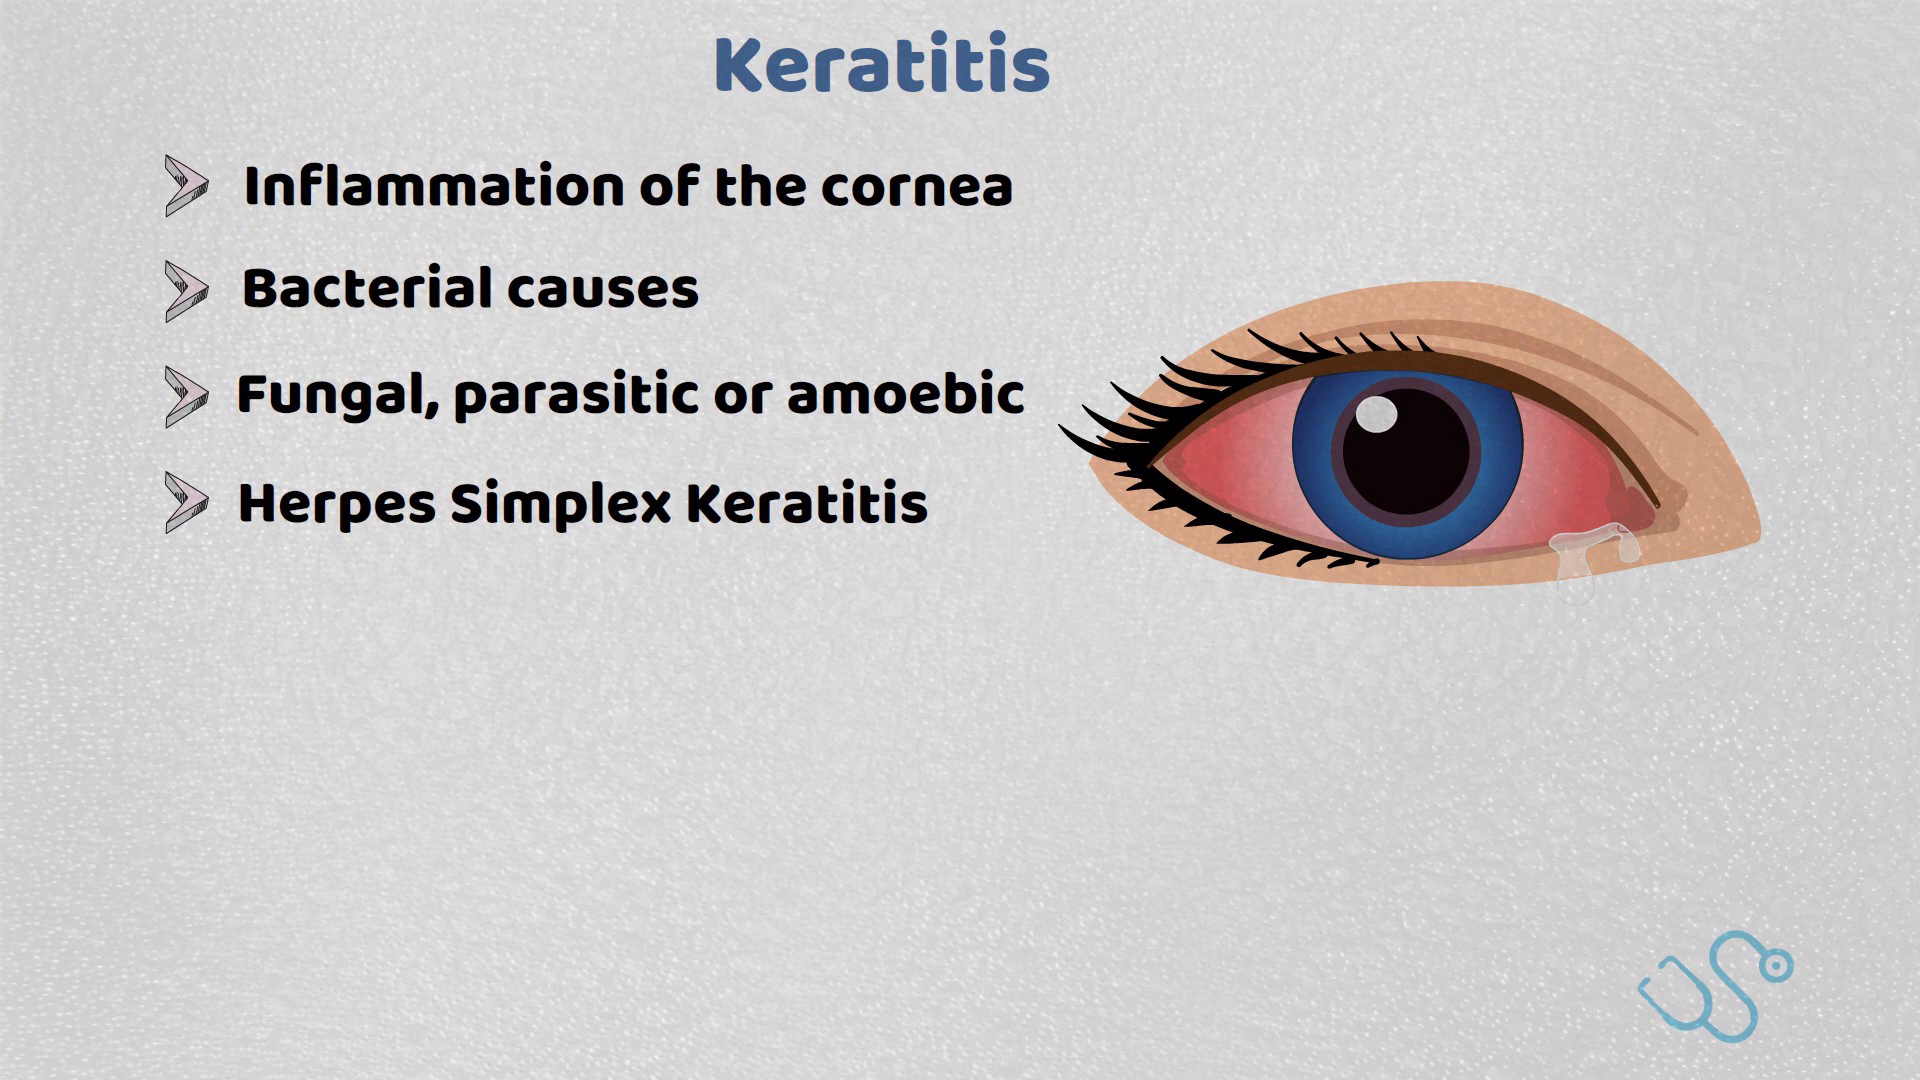 Keratitis
Inflammation of the cornea
Bacterial causes
Fungal, parasitic or amoebic
Herpes Simplex Keratitis